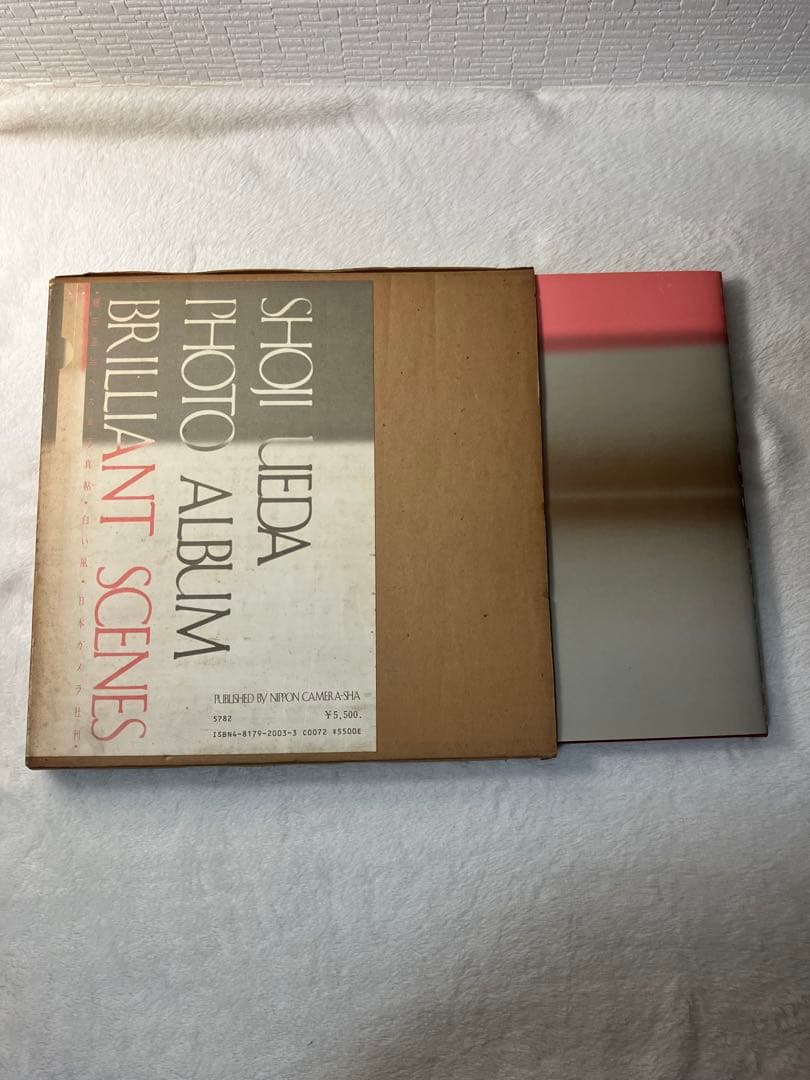 SHOJI UEDA
PHOTO ALBUM
BRILLIANT SCENES
真帖・白い風・日本カメラ社刊
PUBLISHED BY NIPPON CAMERA-SHA
5782 ¥5,500.
ISBN4-8179-2003-3 C0072 ¥5500E